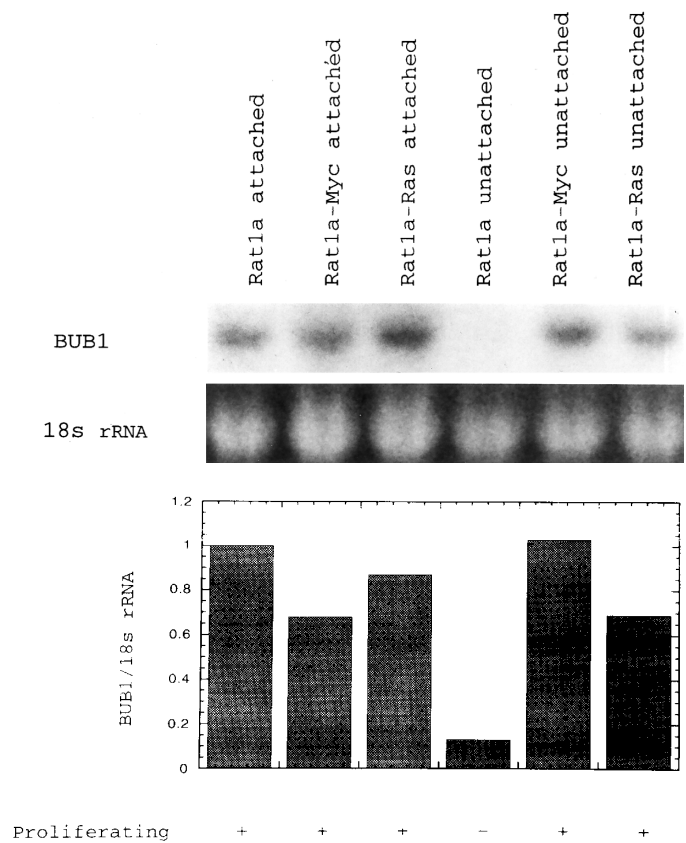 Rat1a attached
Rat1a-Myc attached
Rat1a-Ras attached
Rat1a unattached
Rat1a-Myc unattached
Rat1a-Ras unattached
BUB1
18s rRNA
BUB1/18s rRNA
1.2
1
0.8
0.6
0.4
0.2
0
Proliferating + + + - + +